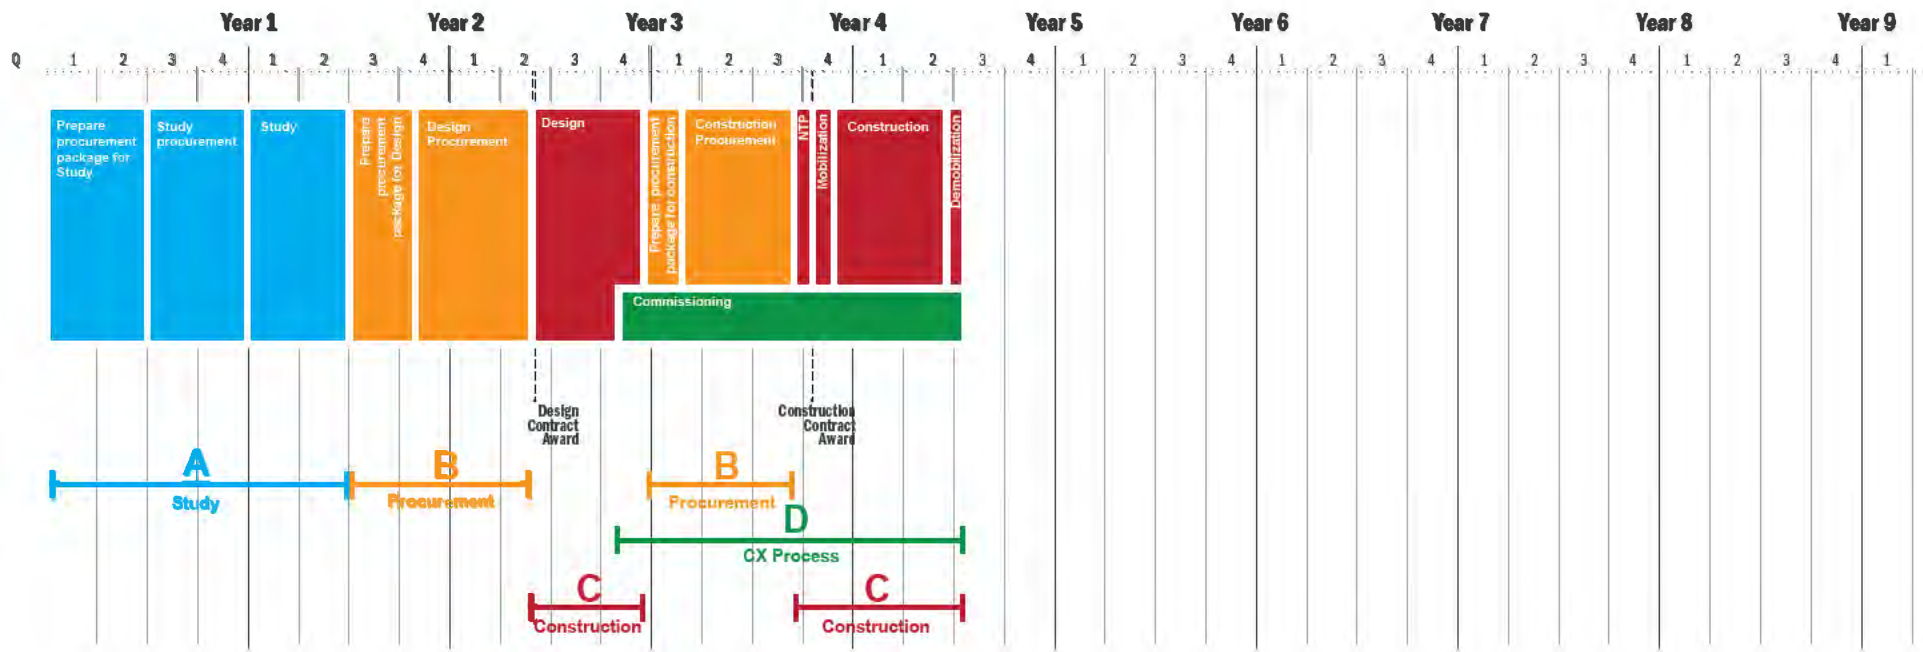 Year 1 Year 2 Year 3 Year 4 Year 5 Year 6 Year 7 Year 8 Year 9
Q 1 2 3 4 1 2 3 4 1 2 3 4 1 2 3 4 1 2 3 4 1 2 3 4 1 2 3 4 1 2 3 4 1 2 3 4 1
Prepare
procurement
package for
Study
Study
procurement
Study
Prepare
procurement
package for Design
Design
Procurement
Design
Prepare procurement
package for construction
Construction
Procurement
NTP
Mobilization
Construction
Demobilization
Commissioning
Design
Contract
Award
Construction
Contract
Award
A
Study
B
Procurement
B
Procurement
D
CX Process
C
Construction
C
Construction